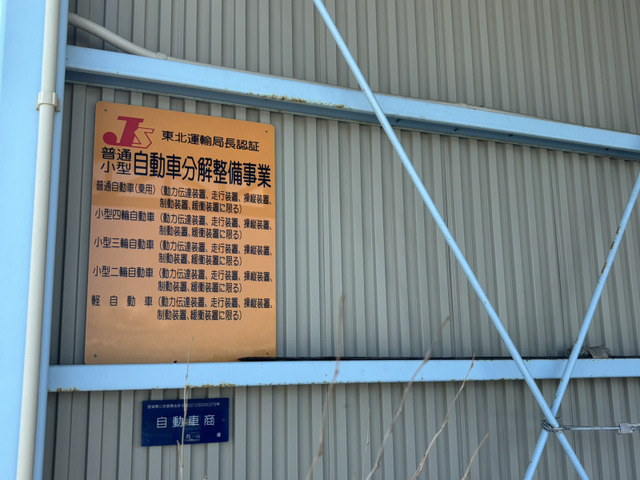 JS 東北運輸局長認証
普通
小型 自動車分解整備事業
普通自動車(乗用)(動力伝達装置、走行装置、操縦装置、
制動装置、緩衝装置に限る)
小型四輪自動車(動力伝達装置、走行装置、操縦装置、
制動装置、緩衝装置に限る)
小型三輪自動車(動力伝達装置、走行装置、操縦装置、
制動装置、緩衝装置に限る)
小型二輪自動車(動力伝達装置、走行装置、操縦装置、
制動装置、緩衝装置に限る)
軽自動車(動力伝達装置、走行装置、操縦装置、
制動装置、緩衝装置に限る)
自動車商